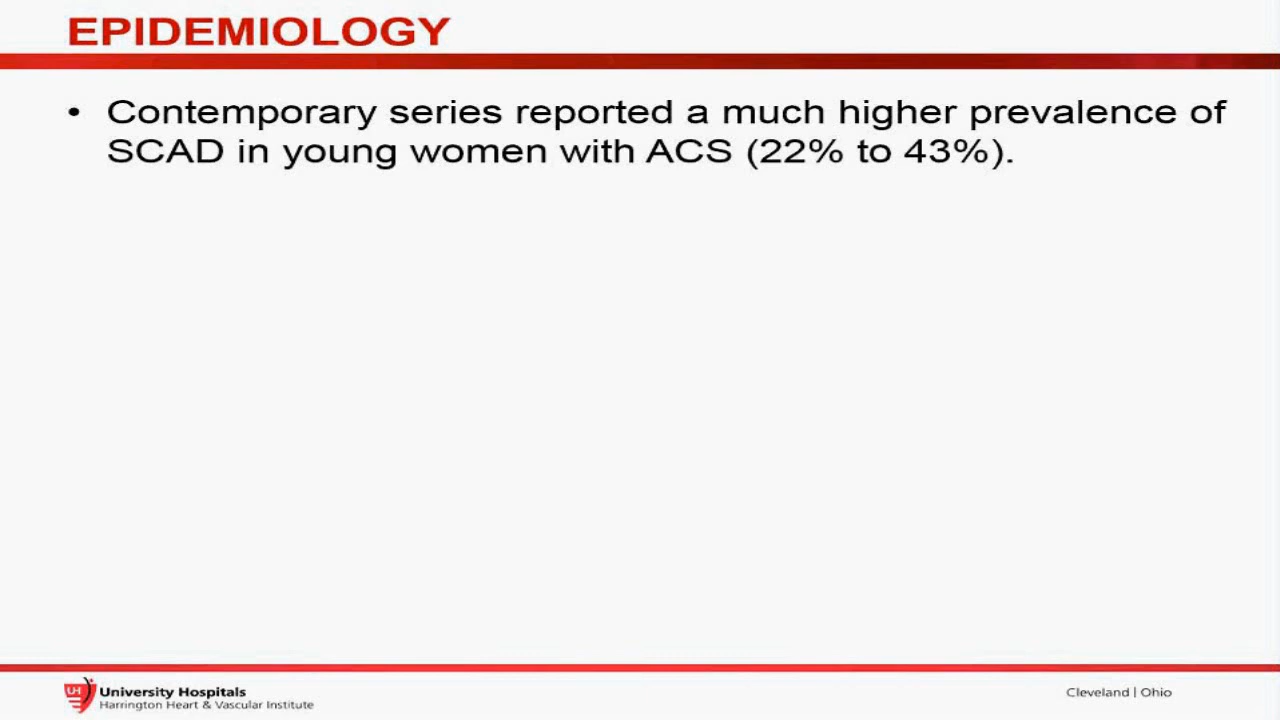 EPIDEMIOLOGY
• Contemporary series reported a much higher prevalence of
SCAD in young women with ACS (22% to 43%).
UH
University Hospitals
Harrington Heart & Vascular Institute
Cleveland | Ohio